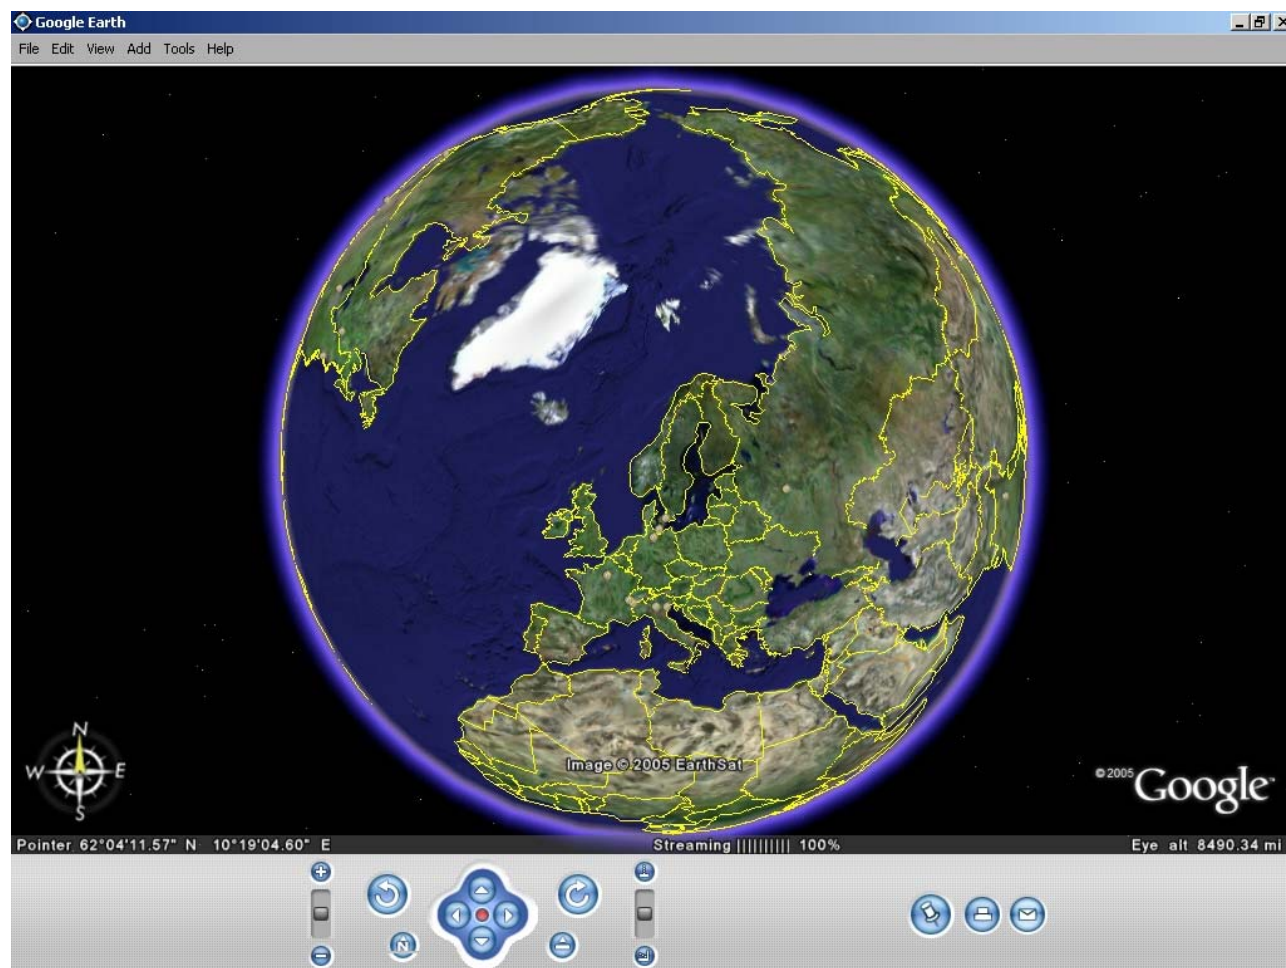 Google Earth
File Edit View Add Tools Help
N
W E
S
Image © 2005 EarthSat
©2005 Google™
Pointer 62°04'11.57" N 10°19'04.60" E Streaming ||||||||| 100% Eye alt 8490.34 mi
N